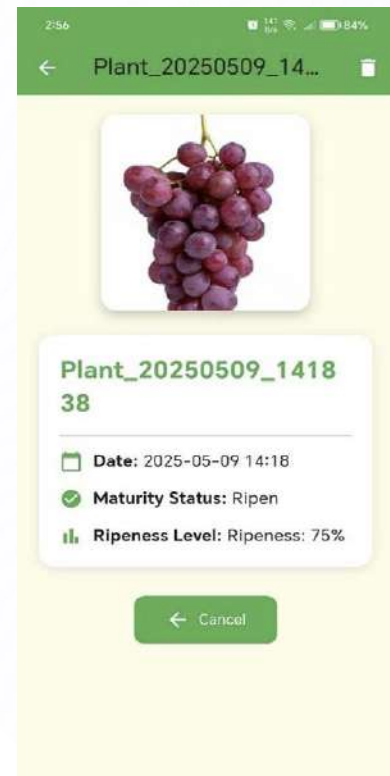 2:56
84%
Plant_20250509_14...
Plant_20250509_1418
38
Date: 2025-05-09 14:18
Maturity Status: Ripen
Ripeness Level: Ripeness: 75%
Cancel